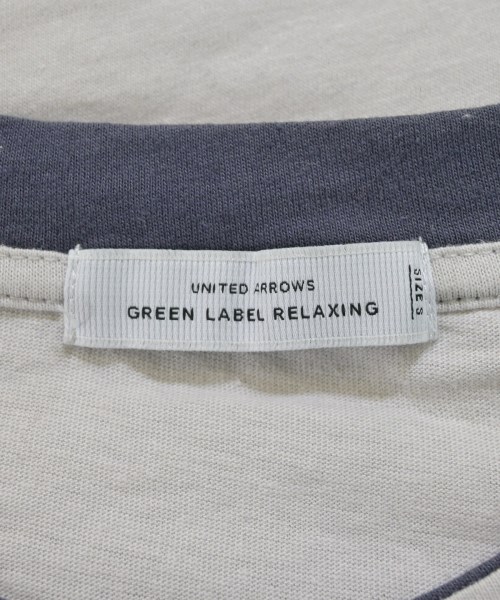 UNITED ARROWS
GREEN LABEL RELAXING
SIZE S